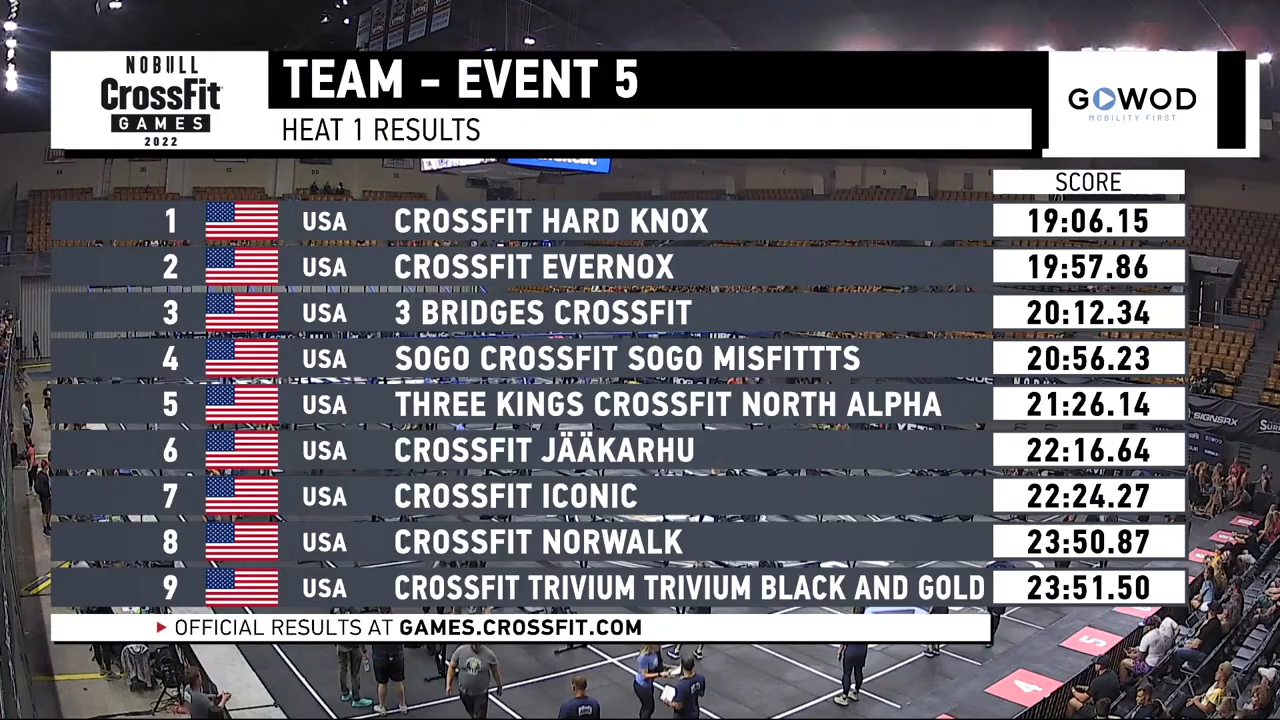 NOBULL
CrossFit
GAMES
2022
TEAM - EVENT 5
HEAT 1 RESULTS
GOWOD
MOBILITY FIRST
SCORE
1 USA CROSSFIT HARD KNOX 19:06.15
2 USA CROSSFIT EVERNOX 19:57.86
3 USA 3 BRIDGES CROSSFIT 20:12.34
4 USA SOGO CROSSFIT SOGO MISFITTTS 20:56.23
5 USA THREE KINGS CROSSFIT NORTH ALPHA 21:26.14
6 USA CROSSFIT JÄÄKARHU 22:16.64
7 USA CROSSFIT ICONIC 22:24.27
8 USA CROSSFIT NORWALK 23:50.87
9 USA CROSSFIT TRIVIUM TRIVIUM BLACK AND GOLD 23:51.50
OFFICIAL RESULTS AT GAMES.CROSSFIT.COM
SIGNSRX
5
4